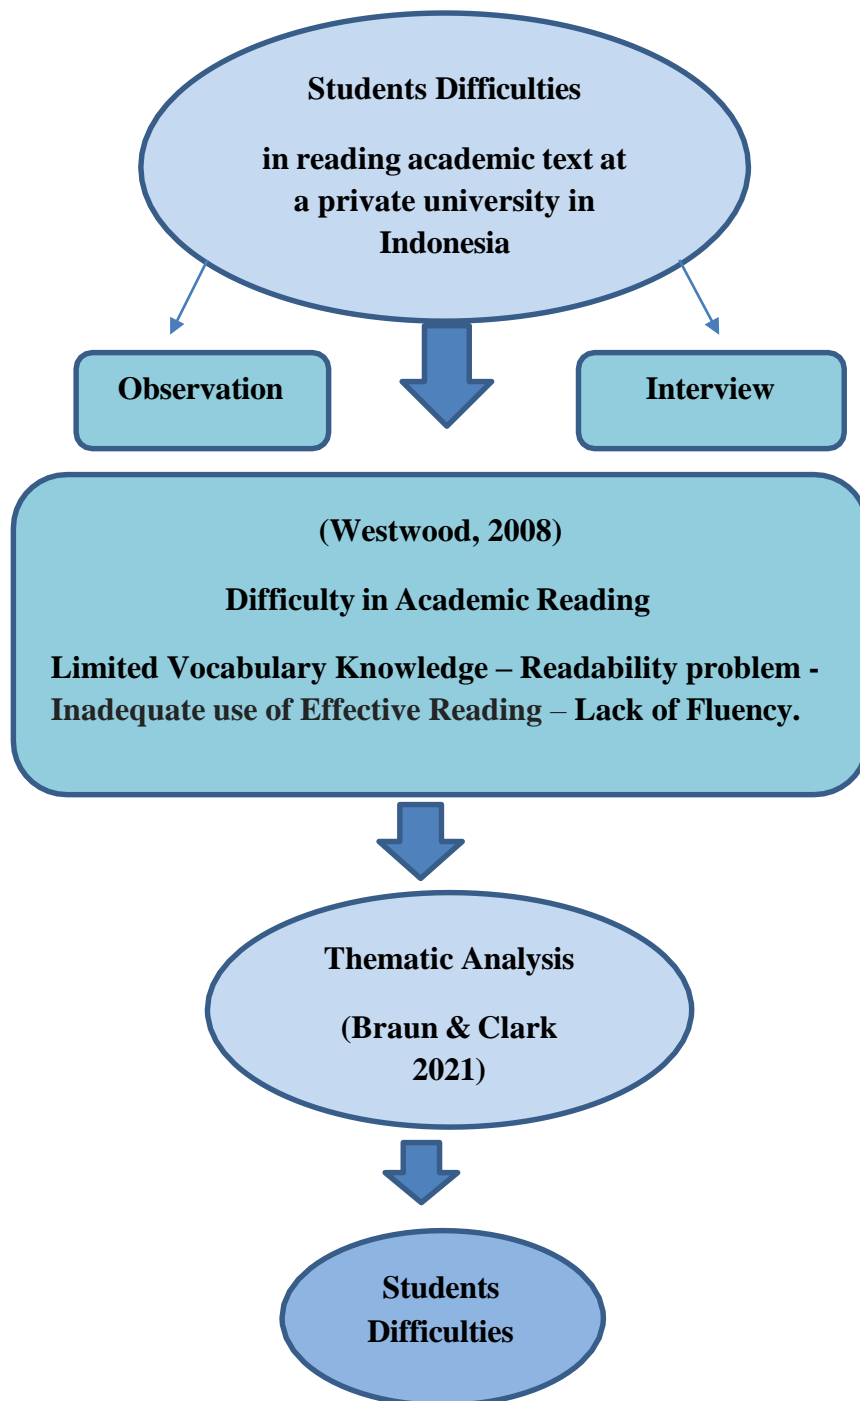 Students Difficulties
in reading academic text at
a private university in
Indonesia
Observation
Interview
(Westwood, 2008)
Difficulty in Academic Reading
Limited Vocabulary Knowledge – Readability problem -
Inadequate use of Effective Reading – Lack of Fluency.
Thematic Analysis
(Braun & Clark
2021)
Students
Difficulties